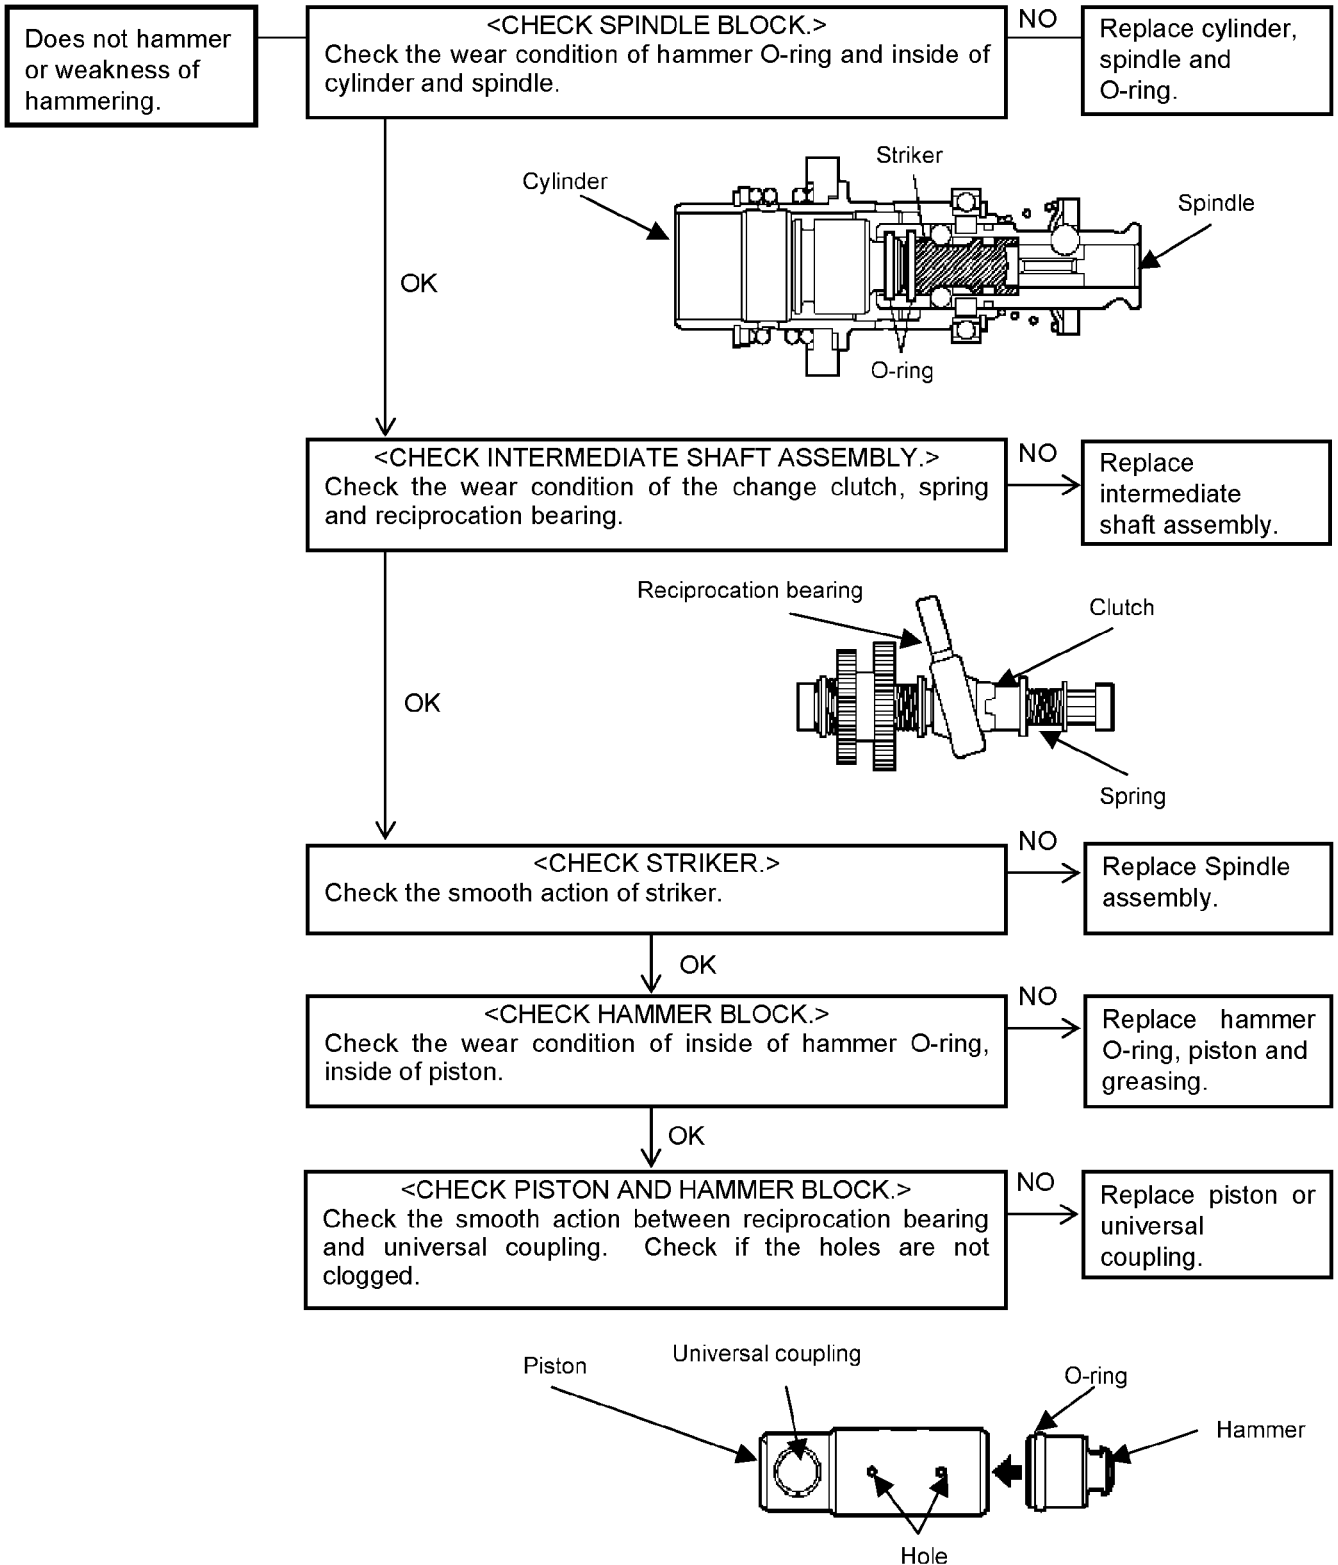 Does not hammer
or weakness of
hammering.
<CHECK SPINDLE BLOCK.>
Check the wear condition of hammer O-ring and inside of
cylinder and spindle.
NO
Replace cylinder,
spindle and
O-ring.
Striker
Cylinder
Spindle
OK
O-ring
<CHECK INTERMEDIATE SHAFT ASSEMBLY.>
Check the wear condition of the change clutch, spring
and reciprocation bearing.
NO
Replace
intermediate
shaft assembly.
Reciprocation bearing
Clutch
OK
Spring
<CHECK STRIKER.>
Check the smooth action of striker.
NO
Replace Spindle
assembly.
OK
<CHECK HAMMER BLOCK.>
Check the wear condition of inside of hammer O-ring,
inside of piston.
NO
Replace hammer
O-ring, piston and
greasing.
OK
<CHECK PISTON AND HAMMER BLOCK.>
Check the smooth action between reciprocation bearing
and universal coupling. Check if the holes are not
clogged.
NO
Replace piston or
universal
coupling.
Universal coupling
Piston
O-ring
Hammer
Hole